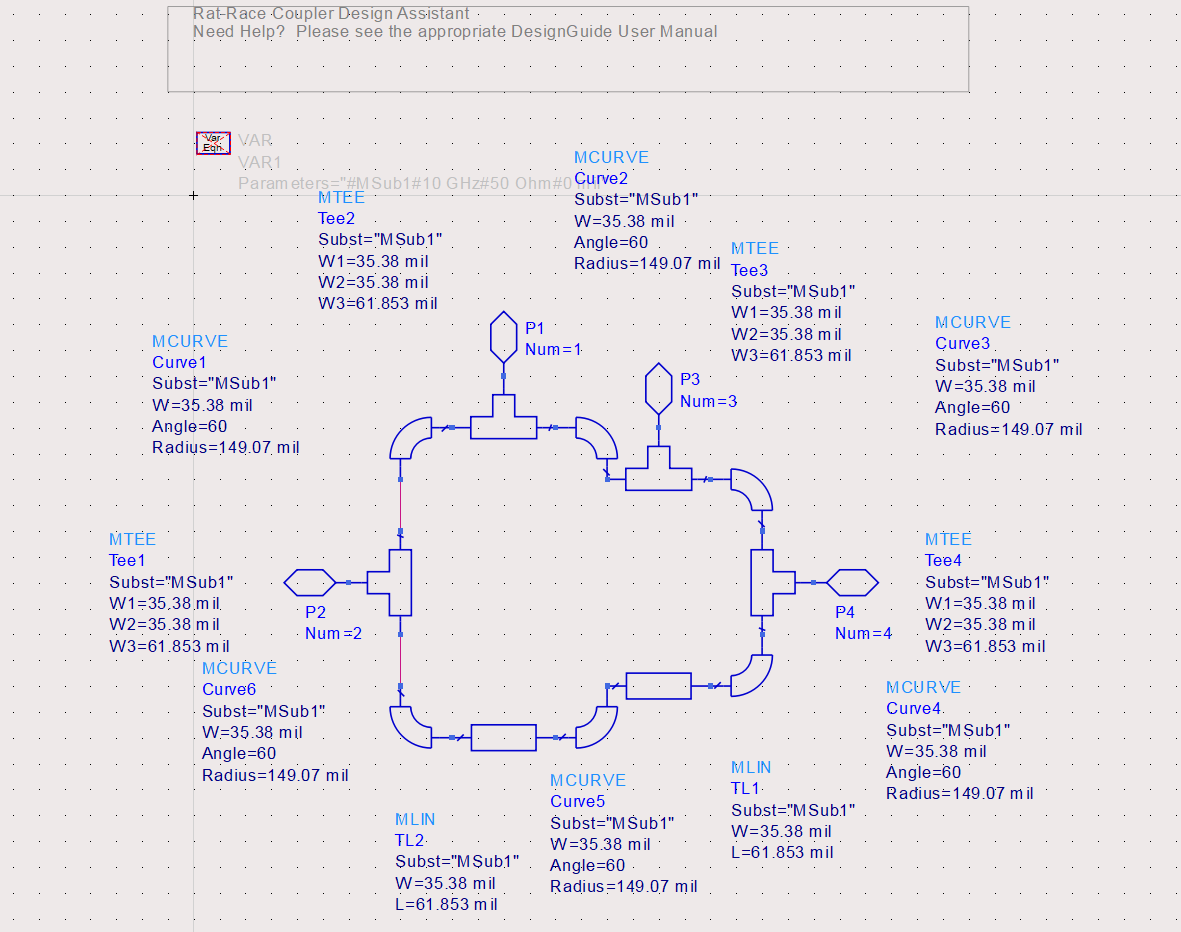 Rat-Race Coupler Design Assistant
Need Help?  Please see the appropriate DesignGuide User Manual
Var
Eqn
VAR
VAR1
Parameters="#MSub1#10 GHz#50 Ohm#0
MCURVE
Curve2
Subst="MSub1"
W=35.38 mil
Angle=60
Radius=149.07 mil
MTEE
Tee2
Subst="MSub1"
W1=35.38 mil
W2=35.38 mil
W3=61.853 mil
MTEE
Tee3
Subst="MSub1"
W1=35.38 mil
W2=35.38 mil
W3=61.853 mil
MCURVE
Curve3
Subst="MSub1"
W=35.38 mil
Angle=60
Radius=149.07 mil
MCURVE
Curve1
Subst="MSub1"
W=35.38 mil
Angle=60
Radius=149.07 mil
P1
Num=1
P3
Num=3
MTEE
Tee1
Subst="MSub1"
W1=35.38 mil
W2=35.38 mil
W3=61.853 mil
P2
Num=2
P4
Num=4
MTEE
Tee4
Subst="MSub1"
W1=35.38 mil
W2=35.38 mil
W3=61.853 mil
MCURVE
Curve6
Subst="MSub1"
W=35.38 mil
Angle=60
Radius=149.07 mil
MCURVE
Curve4
Subst="MSub1"
W=35.38 mil
Angle=60
Radius=149.07 mil
MLIN
TL2
Subst="MSub1"
W=35.38 mil
L=61.853 mil
MCURVE
Curve5
Subst="MSub1"
W=35.38 mil
Angle=60
Radius=149.07 mil
MLIN
TL1
Subst="MSub1"
W=35.38 mil
L=61.853 mil